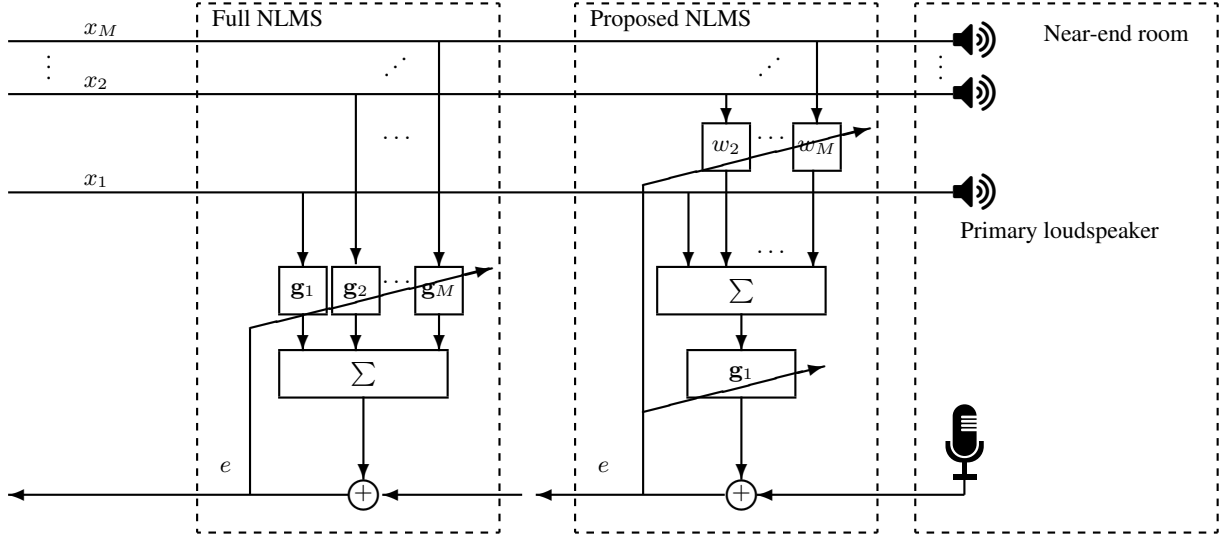 Full NLMS
Proposed NLMS
x_M
Near-end room
⋮ ⋰ ⋰ ⋮
x_2
… w_2 … w_M
x_1
Primary loudspeaker
…
g_1 g_2 … g_M
∑
g_1
∑
e
e
+
+